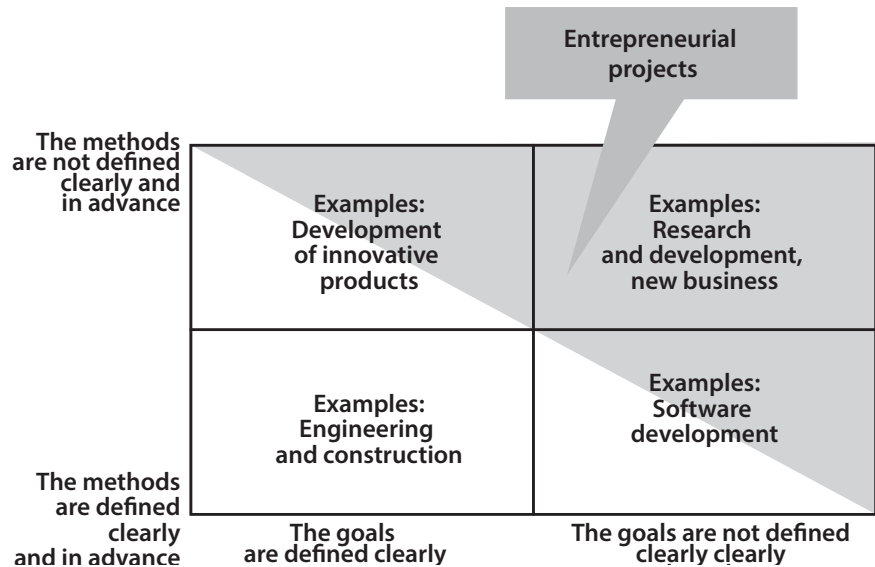 Entrepreneurial
projects
The methods
are not defined
clearly and
in advance
Examples:
Development
of innovative
products
Examples:
Research
and development,
new business
Examples:
Engineering
and construction
Examples:
Software
development
The methods
are defined
clearly
and in advance
The goals
are defined clearly
The goals are not defined
clearly clearly